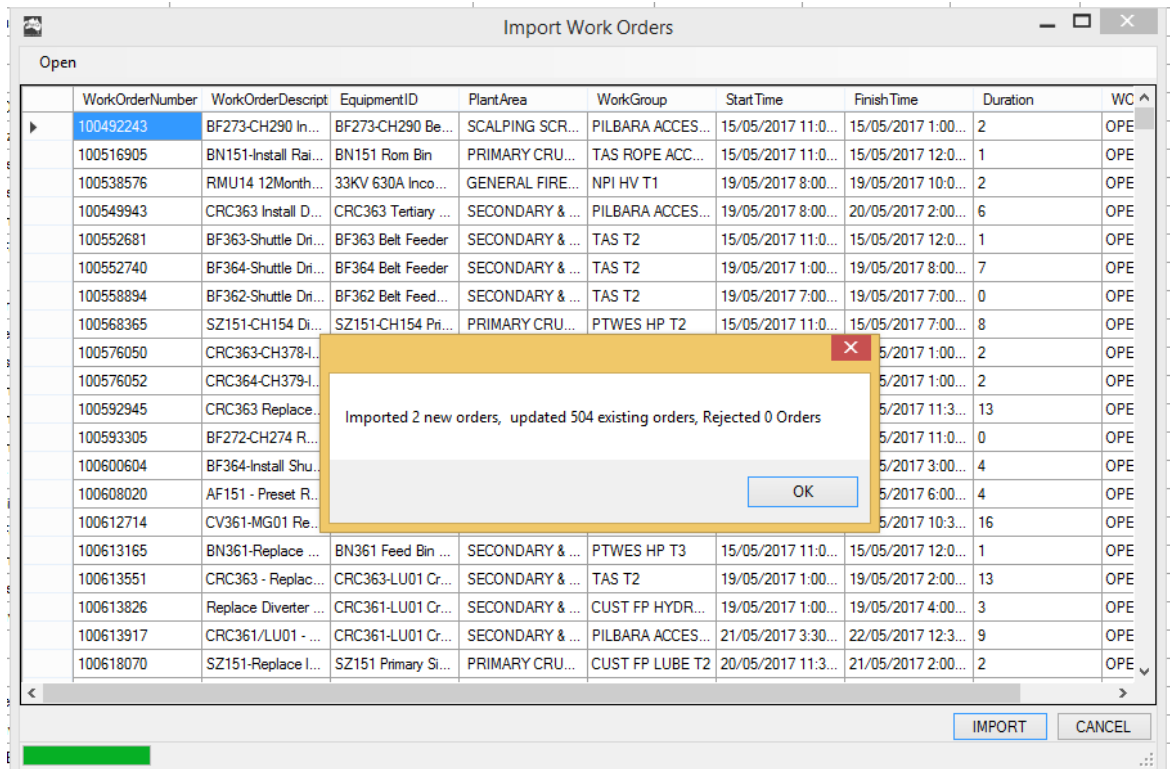 Import Work Orders
Open
WorkOrderNumber WorkOrderDescript EquipmentID PlantArea WorkGroup StartTime FinishTime Duration WO
100492243 BF273-CH290 In... BF273-CH290 Be... SCALPING SCR... PILBARA ACCES... 15/05/2017 11:0... 15/05/2017 1:00... 2 OPE
100516905 BN151-Install Rai... BN151 Rom Bin PRIMARY CRU... TAS ROPE ACC... 15/05/2017 11:0... 15/05/2017 12:0... 1 OPE
100538576 RMU14 12Month... 33KV 630A Inco... GENERAL FIRE... NPI HV T1 19/05/2017 8:00... 19/05/2017 10:0... 2 OPE
100549943 CRC363 Install D... CRC363 Tertiary ... SECONDARY & ... PILBARA ACCES... 19/05/2017 8:00... 20/05/2017 2:00... 6 OPE
100552681 BF363-Shuttle Dri... BF363 Belt Feeder SECONDARY & ... TAS T2 15/05/2017 11:0... 15/05/2017 12:0... 1 OPE
100552740 BF364-Shuttle Dri... BF364 Belt Feeder SECONDARY & ... TAS T2 19/05/2017 1:00... 19/05/2017 8:00... 7 OPE
100558894 BF362-Shuttle Dri... BF362 Belt Feed... SECONDARY & ... TAS T2 19/05/2017 7:00... 19/05/2017 7:00... 0 OPE
100568365 SZ151-CH154 Di... SZ151-CH154 Pri... PRIMARY CRU... PTWES HP T2 15/05/2017 11:0... 15/05/2017 7:00... 8 OPE
100576050 CRC363-CH378-I... 5/2017 1:00... 2 OPE
100576052 CRC364-CH379-I... 5/2017 1:00... 2 OPE
100592945 CRC363 Replace... 5/2017 11:3... 13 OPE
Imported 2 new orders, updated 504 existing orders, Rejected 0 Orders
100593305 BF272-CH274 R... 5/2017 11:0... 0 OPE
100600604 BF364-Install Shu... 5/2017 3:00... 4 OPE
100608020 AF151 - Preset R... 5/2017 6:00... 4 OPE
OK
100612714 CV361-MG01 Re... 5/2017 10:3... 16 OPE
100613165 BN361-Replace ... BN361 Feed Bin ... SECONDARY & ... PTWES HP T3 15/05/2017 11:0... 15/05/2017 12:0... 1 OPE
100613551 CRC363 - Replac... CRC363-LU01 Cr... SECONDARY & ... TAS T2 19/05/2017 1:00... 19/05/2017 2:00... 13 OPE
100613826 Replace Diverter ... CRC361-LU01 Cr... SECONDARY & ... CUST FP HYDR... 19/05/2017 1:00... 19/05/2017 4:00... 3 OPE
100613917 CRC361/LU01 - ... CRC361-LU01 Cr... SECONDARY & ... PILBARA ACCES... 21/05/2017 3:30... 22/05/2017 12:3... 9 OPE
100618070 SZ151-Replace I... SZ151 Primary Si... PRIMARY CRU... CUST FP LUBE T2 20/05/2017 11:3... 21/05/2017 2:00... 2 OPE
IMPORT CANCEL